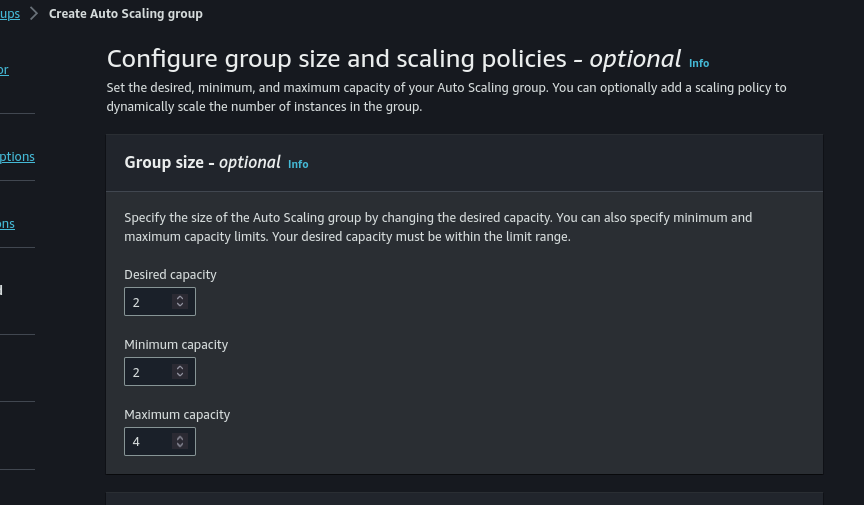 ups > Create Auto Scaling group
or
Configure group size and scaling policies - optional Info
Set the desired, minimum, and maximum capacity of your Auto Scaling group. You can optionally add a scaling policy to
dynamically scale the number of instances in the group.
ptions
Group size - optional Info
ons
Specify the size of the Auto Scaling group by changing the desired capacity. You can also specify minimum and
maximum capacity limits. Your desired capacity must be within the limit range.
Desired capacity
d
2
Minimum capacity
2
Maximum capacity
4